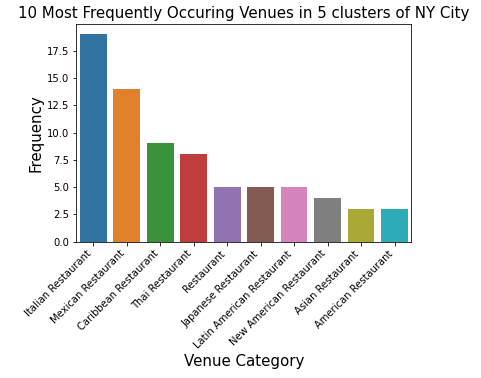 10 Most Frequently Occuring Venues in 5 clusters of NY City
Frequency
17.5
15.0
12.5
10.0
7.5
5.0
2.5
0.0
Italian Restaurant
Mexican Restaurant
Caribbean Restaurant
Thai Restaurant
Restaurant
Japanese Restaurant
Latin American Restaurant
New American Restaurant
Asian Restaurant
American Restaurant
Venue Category